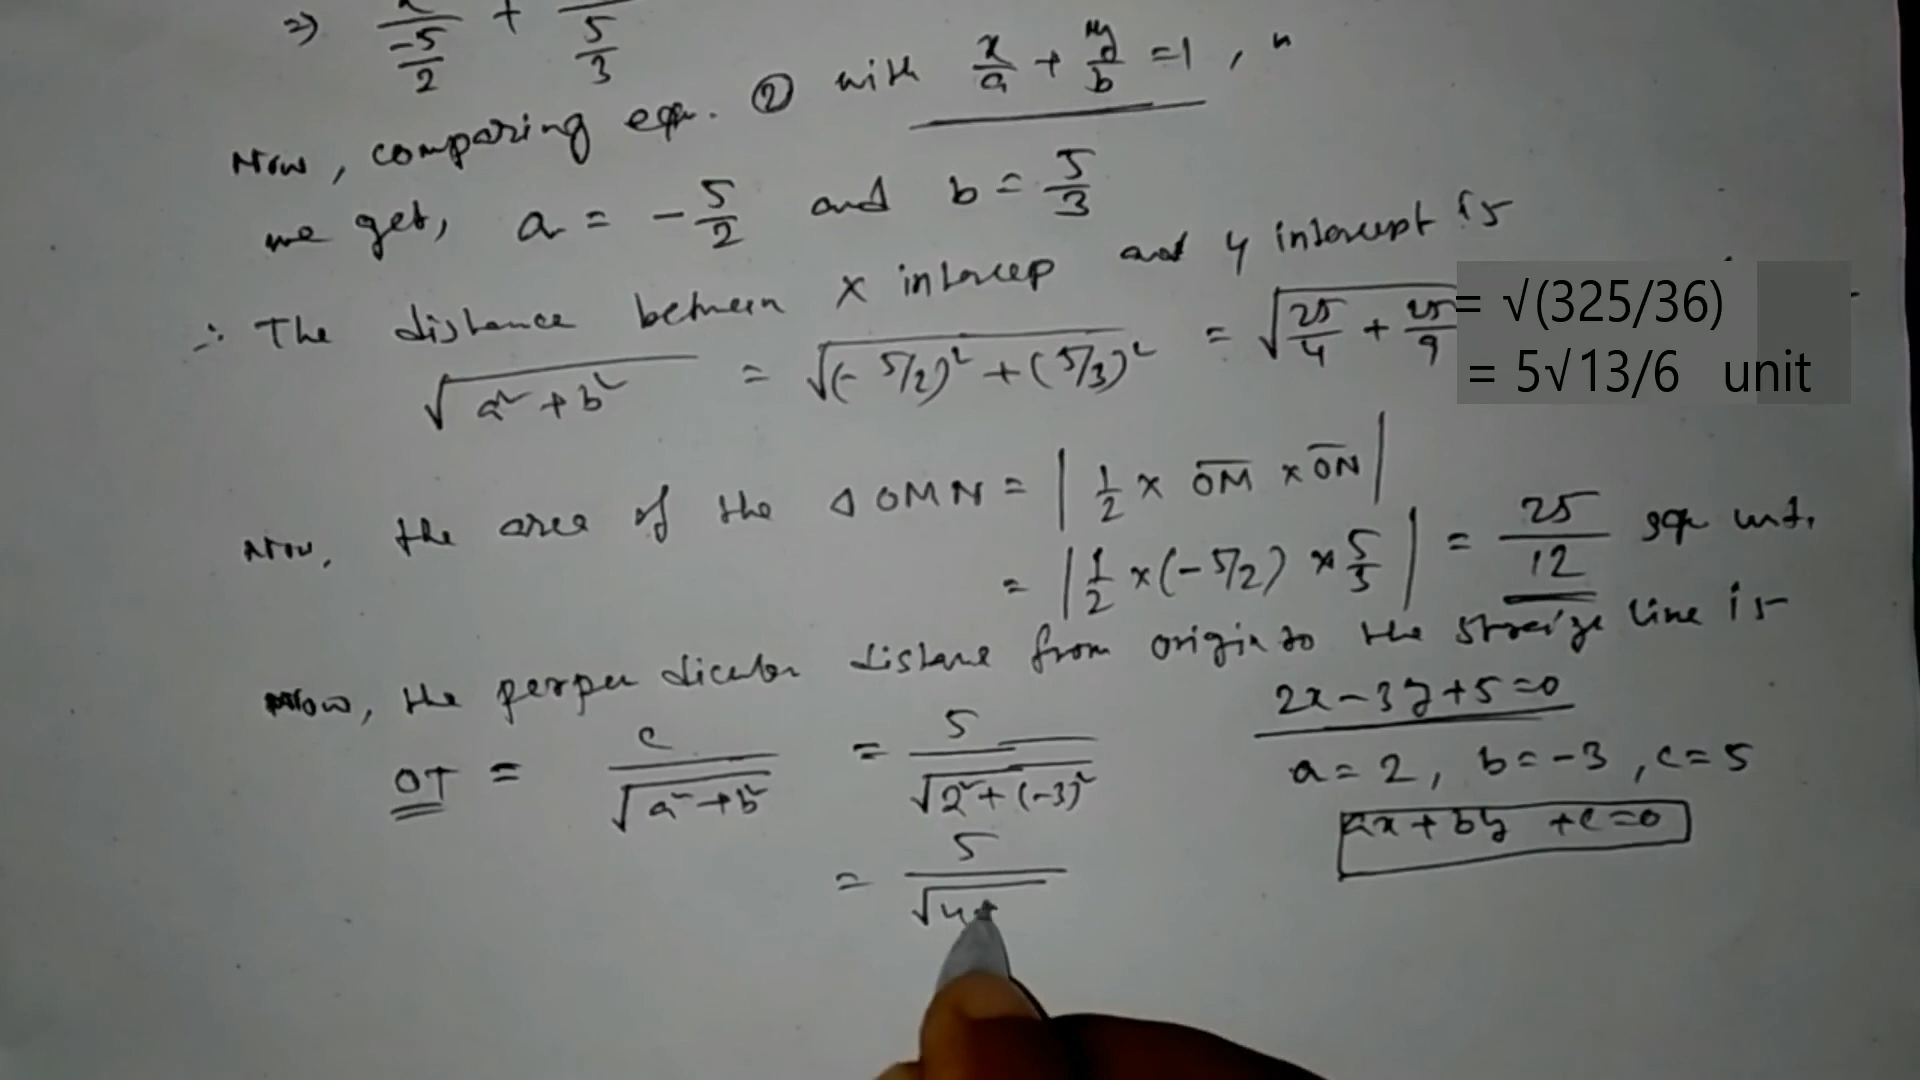 ⇒ x/(-5/2) + /(5/3)
Now, comparing eqn. ② with x/a + y/b = 1,
we get, a = -5/2 and b = 5/3
∴ The distance between x intercep and y intercept is
√(a² + b²) = √((-5/2)² + (5/3)²) = √(25/4 + 25/9)
= √(325/36)
= 5√13/6 unit
Now, the area of the △OMN = |1/2 × OM × ON|
= |1/2 × (-5/2) × 5/3| = 25/12 sqr unt.
Now, the perpendicular distane from origin to the line is
2x-3y+5=0
OT = c/√(a²+b²) = 5/√(2²+(-3)²)
a=2, b=-3, c=5
ax+by+c=0
= 5/√4+